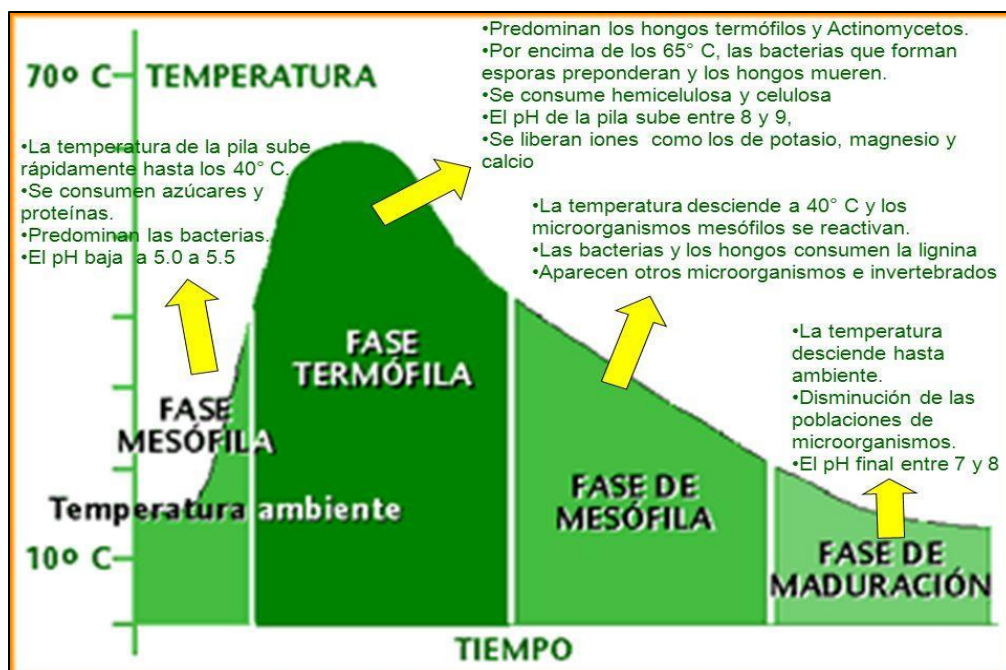 •Predominan los hongos termófilos y Actinomycetos.
•Por encima de los 65° C, las bacterias que forman
esporas preponderan y los hongos mueren.
•Se consume hemicelulosa y celulosa
•El pH de la pila sube entre 8 y 9,
•Se liberan iones como los de potasio, magnesio y
calcio
70º C
TEMPERATURA
•La temperatura de la pila sube
rápidamente hasta los 40° C.
•Se consumen azúcares y
proteínas.
•Predominan las bacterias.
•El pH baja a 5.0 a 5.5
•La temperatura desciende a 40° C y los
microorganismos mesófilos se reactivan.
•Las bacterias y los hongos consumen la lignina
•Aparecen otros microorganismos e invertebrados
•La temperatura
desciende hasta
ambiente.
•Disminución de las
poblaciones de
microorganismos.
•El pH final entre 7 y 8
FASE
MESÓFILA
FASE
TERMÓFILA
FASE DE
MESÓFILA
FASE DE
MADURACIÓN
Temperatura ambiente
10º C
TIEMPO